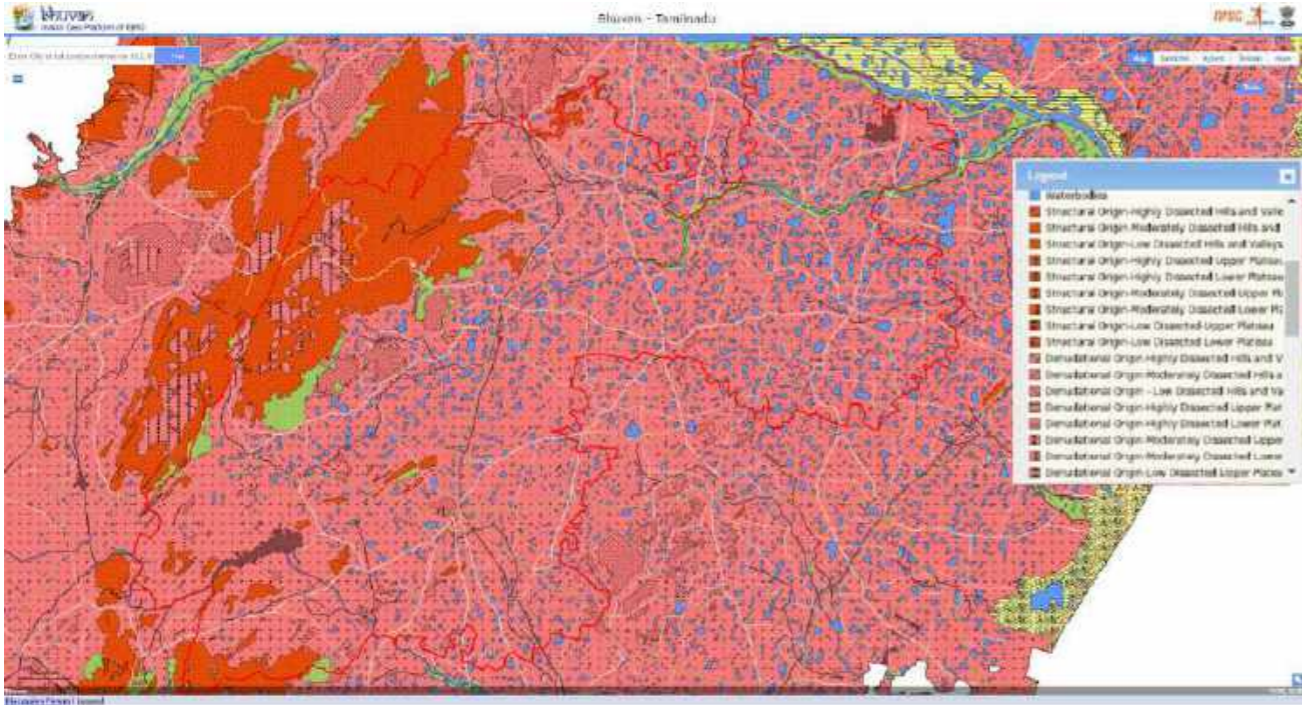 Bhuvan
Bhuvan - Tamilnadu
Legend
Waterbodies
Structural Origin-Highly Dissected Hills and Valle
Structural Origin-Moderately Dissected Hills and
Structural Origin-Low Dissected Hills and Valleys
Structural Origin-Highly Dissected Upper Plateau
Structural Origin-Highly Dissected Lower Plateau
Structural Origin-Moderately Dissected Upper Pl
Structural Origin-Moderately Dissected Lower Pl
Structural Origin-Low Dissected Upper Plateau
Structural Origin-Low Dissected Lower Plateau
Denudational Origin-Highly Dissected Hills and V
Denudational Origin-Moderately Dissected Hills a
Denudational Origin - Low Dissected Hills and Va
Denudational Origin-Highly Dissected Upper Plat
Denudational Origin-Highly Dissected Lower Plat
Denudational Origin-Moderately Dissected Upper
Denudational Origin-Moderately Dissected Lower
Denudational Origin-Low Dissected Upper Platea